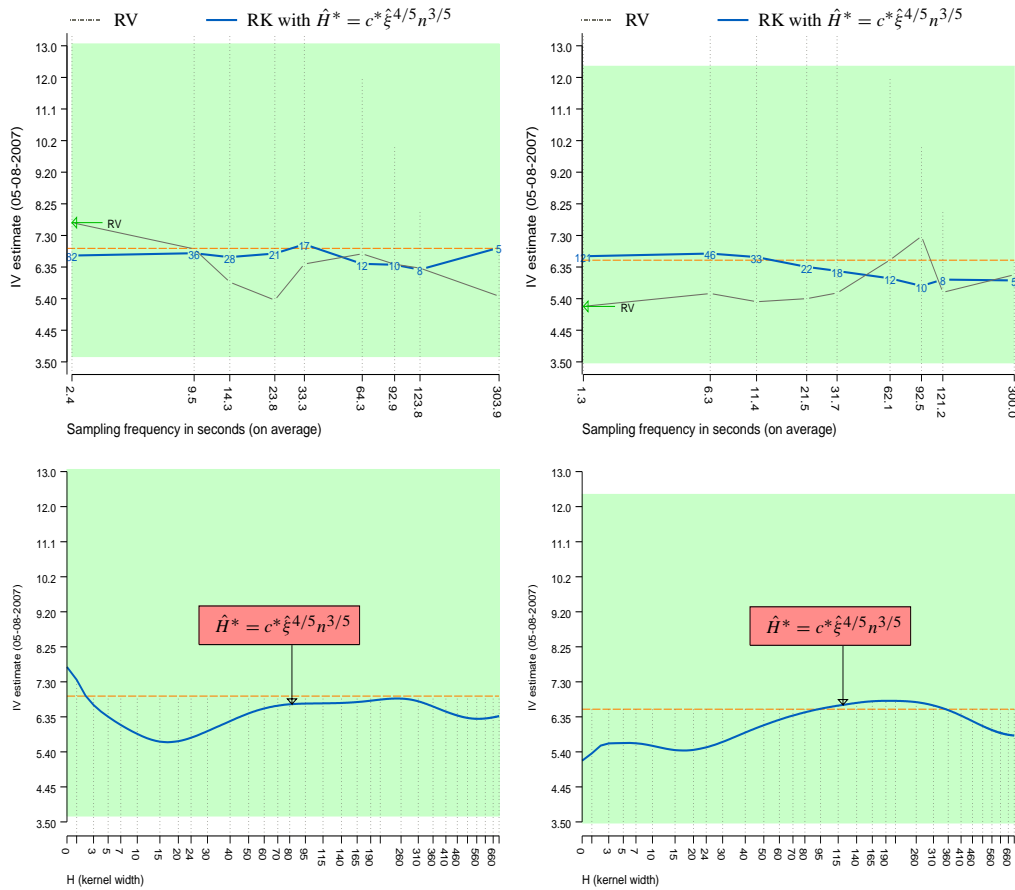 RV RK with Ĥ* = c*ξ̂^4/5 n^3/5
RV RK with Ĥ* = c*ξ̂^4/5 n^3/5
IV estimate (05-08-2007)
13.0
12.0
11.1
10.2
9.20
8.25
7.30
6.35
5.40
4.45
3.50
RV
82 36 28 21 17 12 10 8 5
2.4 9.5 14.3 23.8 33.3 64.3 92.9 123.8 303.9
Sampling frequency in seconds (on average)
IV estimate (05-08-2007)
13.0
12.0
11.1
10.2
9.20
8.25
7.30
6.35
5.40
4.45
3.50
RV
121 46 33 22 18 12 10 8 5
1.3 6.3 11.4 21.5 31.7 62.1 92.5 121.2 300.0
Sampling frequency in seconds (on average)
IV estimate (05-08-2007)
13.0
12.0
11.1
10.2
9.20
8.25
7.30
6.35
5.40
4.45
3.50
Ĥ* = c*ξ̂^4/5 n^3/5
0 3 5 7 10 15 20 24 30 40 50 60 70 80 95 115 140 165 190 260 310 360 410 460 560 660
H (kernel width)
IV estimate (05-08-2007)
13.0
12.0
11.1
10.2
9.20
8.25
7.30
6.35
5.40
4.45
3.50
Ĥ* = c*ξ̂^4/5 n^3/5
0 3 5 7 10 15 20 24 30 40 50 60 70 80 95 115 140 165 190 260 310 360 410 460 560 660
H (kernel width)